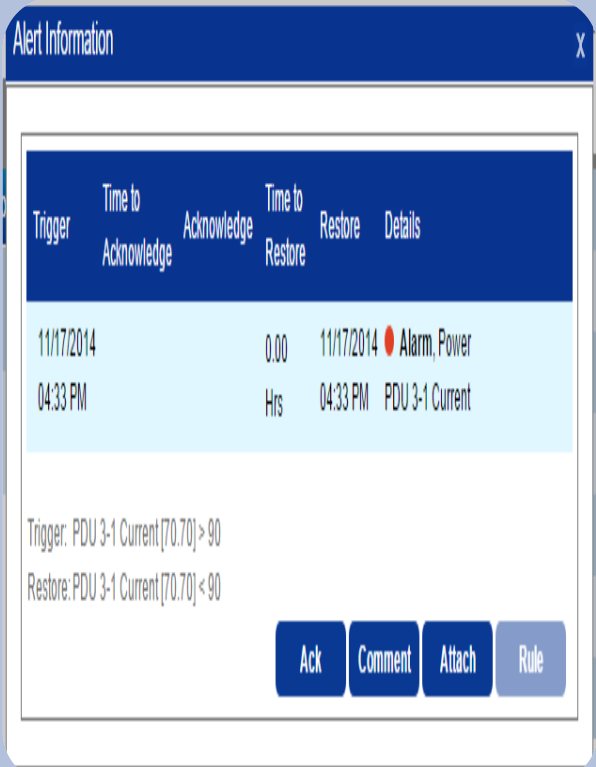 Alert Information X
Trigger Time to Acknowledge Acknowledge Time to Restore Restore Details
11/17/2014 04:33 PM 0.00 Hrs 11/17/2014 04:33 PM Alarm, Power PDU 3-1 Current
Trigger: PDU 3-1 Current [70.70] > 90
Restore: PDU 3-1 Current [70.70] < 90
Ack Comment Attach Rule